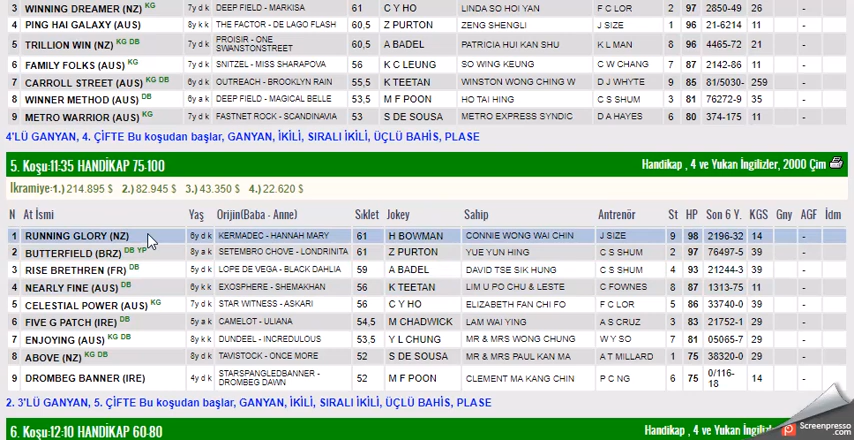 3 WINNING DREAMER (NZ) KG 7y d k DEEP FIELD - MARKISA 61 C Y HO LINDA SO HOI YAN F C LOR 2 97 2850-49 26 -
4 PING HAI GALAXY (AUS) 8y k k THE FACTOR - DE LAGO FLASH 60,5 Z PURTON ZENG SHENGLI J SIZE 1 96 21-6214 11 -
5 TRILLION WIN (NZ) KG DB 7y d k PROISIR - ONE SWANSTONSTREET 60,5 A BADEL PATRICIA HUI KAN SHU K L MAN 8 96 4465-72 21 -
6 FAMILY FOLKS (AUS) KG 7y d k SNITZEL - MISS SHARAPOVA 56 K C LEUNG SO WING KEUNG C W CHANG 7 87 2142-86 11 -
7 CARROLL STREET (AUS) KG DB 6y d k OUTREACH - BROOKLYN RAIN 55,5 K TEETAN WINSTON WONG CHING W D J WHYTE 9 85 81/5030- 259 -
8 WINNER METHOD (AUS) DB 6y a k DEEP FIELD - MAGICAL BELLE 53,5 M F POON HO TAI HING C S SHUM 3 81 76272-9 35 -
9 METRO WARRIOR (AUS) KG 7y d k FASTNET ROCK - SCANDINAVIA 53 S DE SOUSA METRO EXPRESS SYNDIC D A HAYES 6 80 374-175 11 -
4'LÜ GANYAN, 4. ÇİFTE Bu koşudan başlar, GANYAN, İKİLİ, SIRALI İKİLİ, ÜÇLÜ BAHİS, PLASE
5. Koşu:11:35 HANDİKAP 75-100 Handikap , 4 ve Yukarı İngilizler, 2000 Çim
İkramiye:1.) 214.895 $ 2.) 82.945 $ 3.) 43.350 $ 4.) 22.620 $
N At İsmi Yaş Orijin(Baba - Anne) Sıklet Jokey Sahip Antrenör St HP Son 6 Y. KGS Gny AGF İdm
1 RUNNING GLORY (NZ) 6y d k KERMADEC - HANNAH MARY 61 H BOWMAN CONNIE WONG WAI CHIN J SIZE 9 98 2196-32 14 -
2 BUTTERFIELD (BRZ) DB YP 8y a k SETEMBRO CHOVE - LONDRINITA 61 Z PURTON YUE YUN HING C S SHUM 2 97 76497-5 39 -
3 RISE BRETHREN (FR) DB 5y d k LOPE DE VEGA - BLACK DAHLIA 59 A BADEL DAVID TSE SIK HUNG C S SHUM 4 93 21244-3 39 -
4 NEARLY FINE (AUS) DB 6y k k EXOSPHERE - SHEMAKHAN 56 K TEETAN LIM U PO CHU & LESTE C FOWNES 8 87 1313-75 11 -
5 CELESTIAL POWER (AUS) KG 7y d k STAR WITNESS - ASKARI 56 C Y HO ELIZABETH FAN CHI FO F C LOR 5 86 33740-0 39 -
6 FIVE G PATCH (IRE) DB 5y a k CAMELOT - ULIANA 54,5 M CHADWICK LAM WAI YING A S CRUZ 3 83 21752-1 29 -
7 ENJOYING (AUS) KG DB 6y d k DUNDEEL - INCREDULOUS 53,5 Y L CHUNG MR & MRS WONG CHUNG W Y SO 7 81 05065-7 29 -
8 ABOVE (NZ) KG DB 8y d k TAVISTOCK - ONCE MORE 52 S DE SOUSA MR & MRS PAUL KAN MA A T MILLARD 1 75 38320-0 29 -
9 DROMBEG BANNER (IRE) 4y d k STARSPANGLEDBANNER - DROMBEG DAWN 52 M F POON CLEMENT MA KANG CHIN P C NG 6 75 0/116-18 14 -
2. 3'LÜ GANYAN, 5. ÇİFTE Bu koşudan başlar, GANYAN, İKİLİ, SIRALI İKİLİ, ÜÇLÜ BAHİS, PLASE
6. Koşu:12:10 HANDİKAP 60-80 Handikap , 4 ve Yukarı İngiliz
Screenpresso
.com